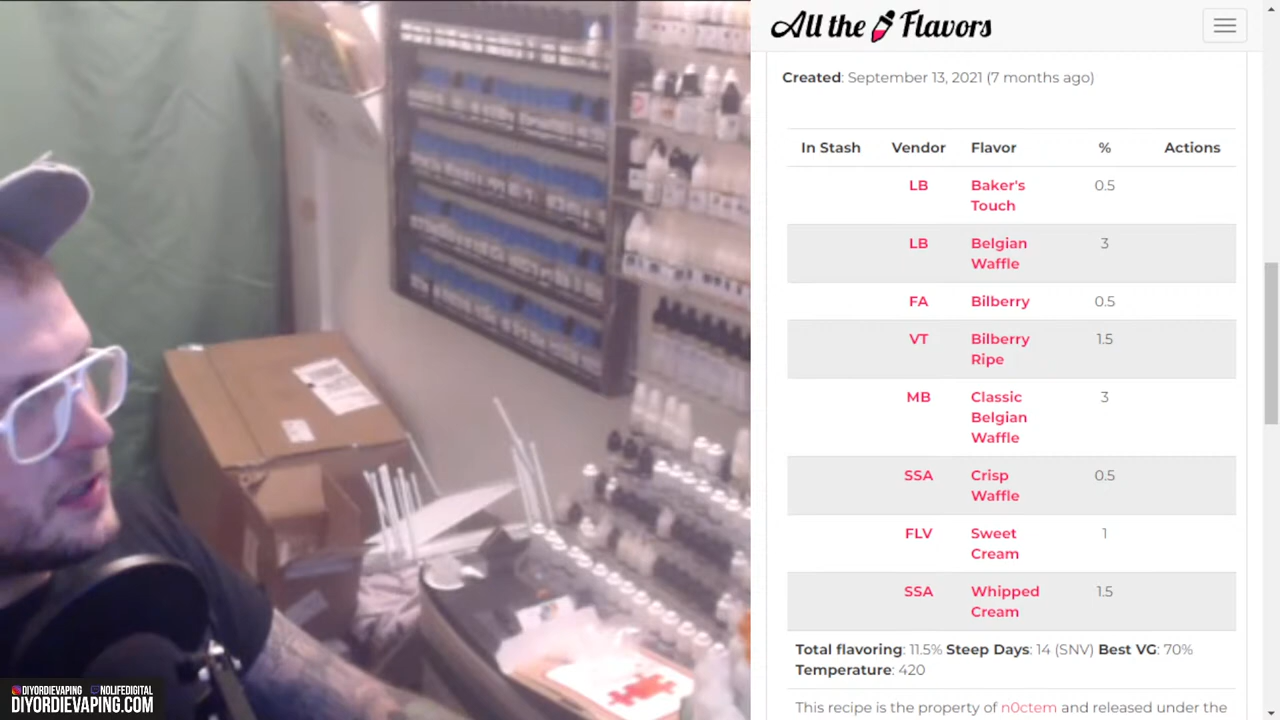 All the Flavors
Created: September 13, 2021 (7 months ago)
In Stash Vendor Flavor % Actions
LB Baker's Touch 0.5
LB Belgian Waffle 3
FA Bilberry 0.5
VT Bilberry Ripe 1.5
MB Classic Belgian Waffle 3
SSA Crisp Waffle 0.5
FLV Sweet Cream 1
SSA Whipped Cream 1.5
Total flavoring: 11.5% Steep Days: 14 (SNV) Best VG: 70%
Temperature: 420
This recipe is the property of n0ctem and released under the
DIYORDIEVAPING NOLIFEDIGITAL
DIYORDIEVAPING.COM